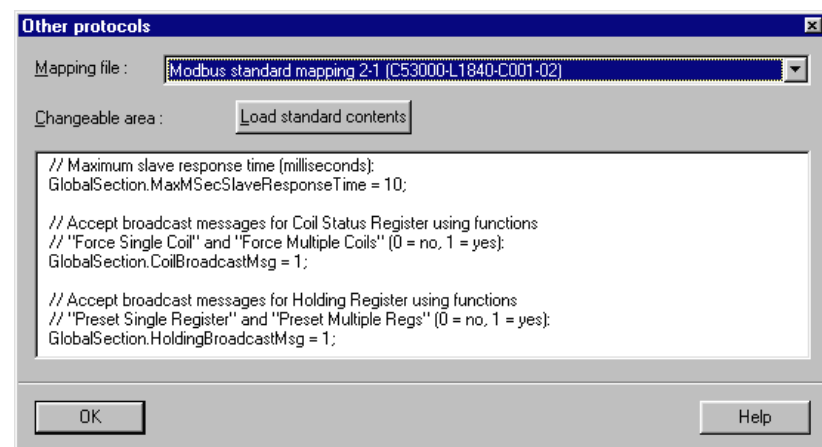 Other protocols
Mapping file :
Modbus standard mapping 2-1 (C53000-L1840-C001-02)
Changeable area :
Load standard contents
// Maximum slave response time (milliseconds):
GlobalSection.MaxMSecSlaveResponseTime = 10;
// Accept broadcast messages for Coil Status Register using functions
// "Force Single Coil" and "Force Multiple Coils" (0 = no, 1 = yes):
GlobalSection.CoilBroadcastMsg = 1;
// Accept broadcast messages for Holding Register using functions
// "Preset Single Register" and "Preset Multiple Regs" (0 = no, 1 = yes):
GlobalSection.HoldingBroadcastMsg = 1;
OK
Help